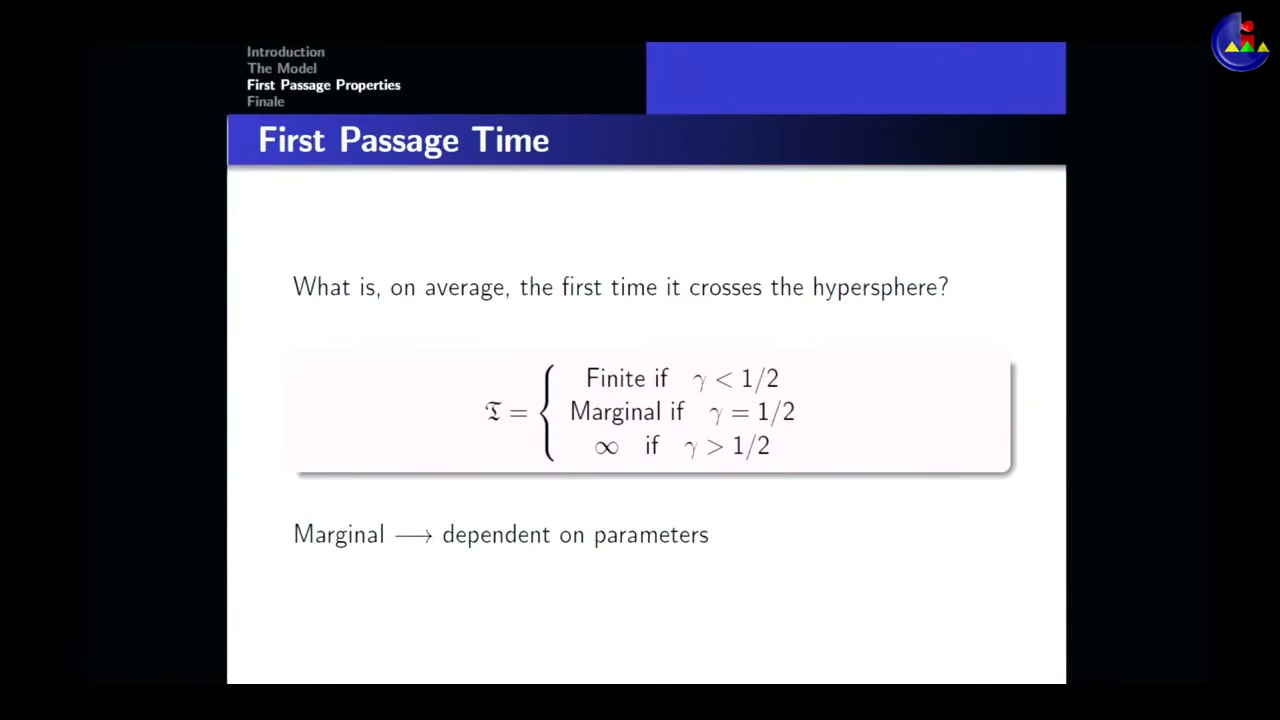 Introduction
The Model
First Passage Properties
Finale
First Passage Time
What is, on average, the first time it crosses the hypersphere?
𝔗 = { Finite if γ < 1/2
Marginal if γ = 1/2
∞ if γ > 1/2
Marginal ⟶ dependent on parameters